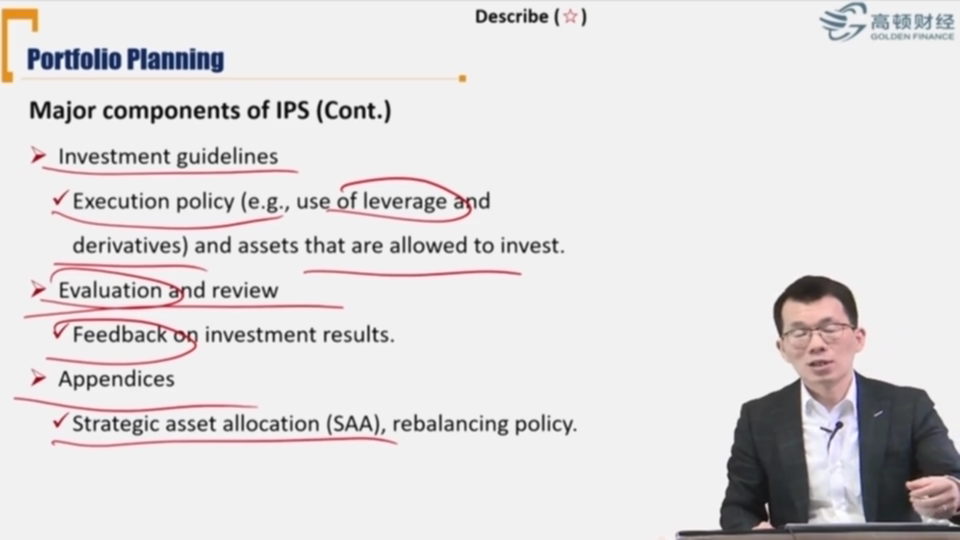 Describe (☆)
高顿财经
GOLDEN FINANCE
Portfolio Planning
Major components of IPS (Cont.)
➢ Investment guidelines
✓Execution policy (e.g., use of leverage and
derivatives) and assets that are allowed to invest.
➢ Evaluation and review
✓Feedback on investment results.
➢ Appendices
✓Strategic asset allocation (SAA), rebalancing policy.